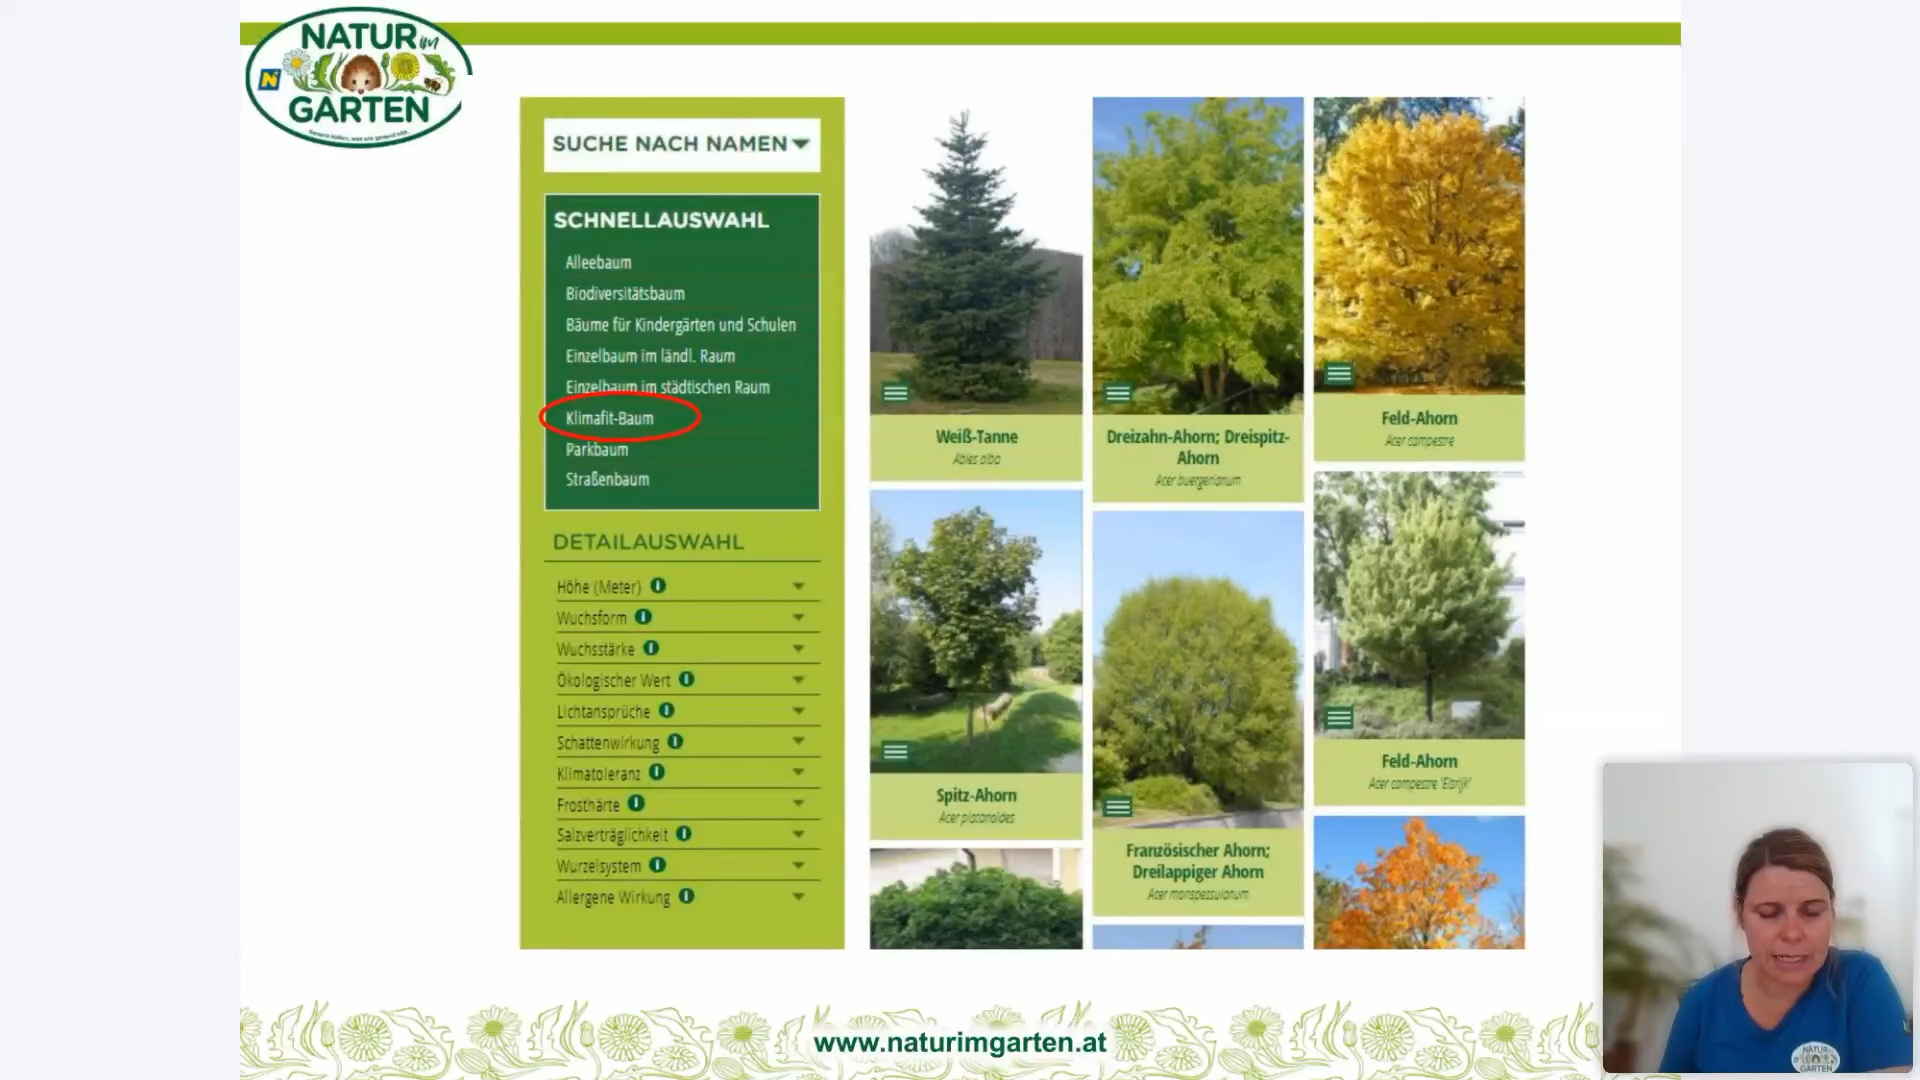 NATUR im
GARTEN
SUCHE NACH NAMEN
SCHNELLAUSWAHL
Alleebaum
Biodiversitätsbaum
Bäume für Kindergärten und Schulen
Einzelbaum im ländl. Raum
Einzelbaum im städtischen Raum
Klimafit-Baum
Parkbaum
Straßenbaum
DETAILAUSWAHL
Höhe (Meter)
Wuchsform
Wuchsstärke
Ökologischer Wert
Lichtansprüche
Schattenwirkung
Klimatoleranz
Frosthärte
Salzverträglichkeit
Wurzelsystem
Allergene Wirkung
Weiß-Tanne
Abies alba
Spitz-Ahorn
Acer platanoides
Dreizahn-Ahorn; Dreispitz-
Ahorn
Acer buergerianum
Französischer Ahorn;
Dreilappiger Ahorn
Acer monspessulanum
Feld-Ahorn
Acer campestre
Feld-Ahorn
Acer campestre 'Elsrijk'
www.naturimgarten.at
NATUR
GARTEN